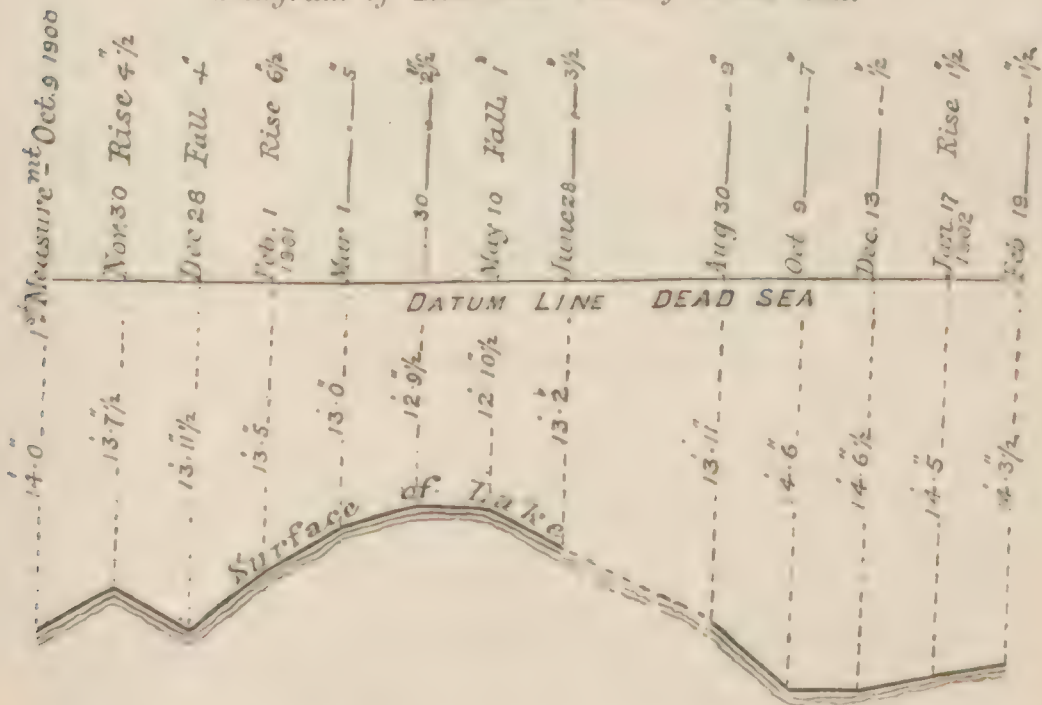 1st Measuremt Oct. 9 1900
Nov. 30 Rise 4½"
Dec 28 Fall 4"
Feb. 1 Rise 6½"
1901
Mar 1 — " — 5"
" 30 — " 2½"
May 10 Fall 1"
June 28 — " — 3½"
Aug 30 — " — 9"
Oct 9 — 7"
Dec. 13 — ½"
Jan. 17 Rise 1½"
1902
Feb 19 — " — 1½"
DATUM LINE DEAD SEA
14'.0"
13'.7½"
13'.11½"
13'.5"
13'.0"
12'.9½"
12'.10½"
13'.2"
13'.11"
14'.6"
14'.6½"
14'.5"
14'.3½"
Surface of Lake